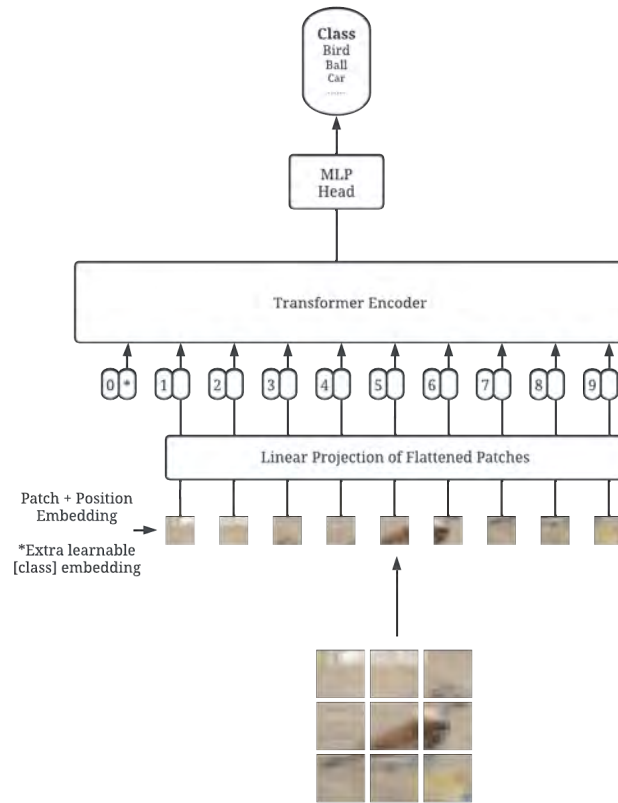 Class
Bird
Ball
Car
......
MLP
Head
Transformer Encoder
0 * 1 2 3 4 5 6 7 8 9
Linear Projection of Flattened Patches
Patch + Position
Embedding
*Extra learnable
[class] embedding